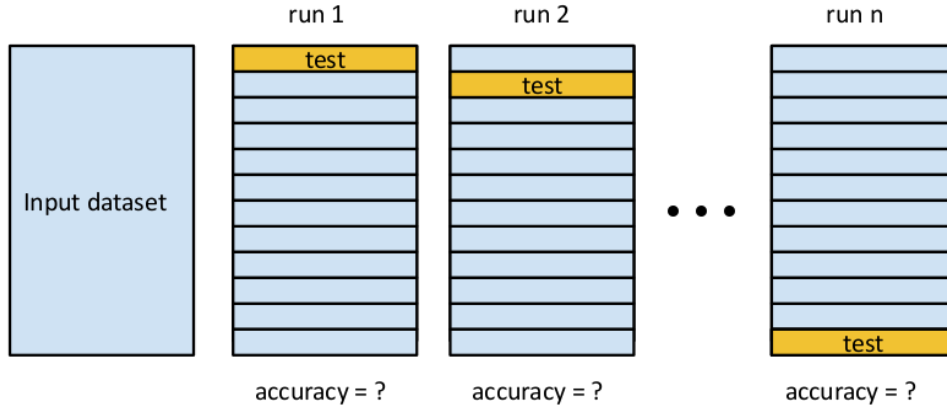 run 1
run 2
run n
test
test
Input dataset
test
accuracy = ?
accuracy = ?
accuracy = ?